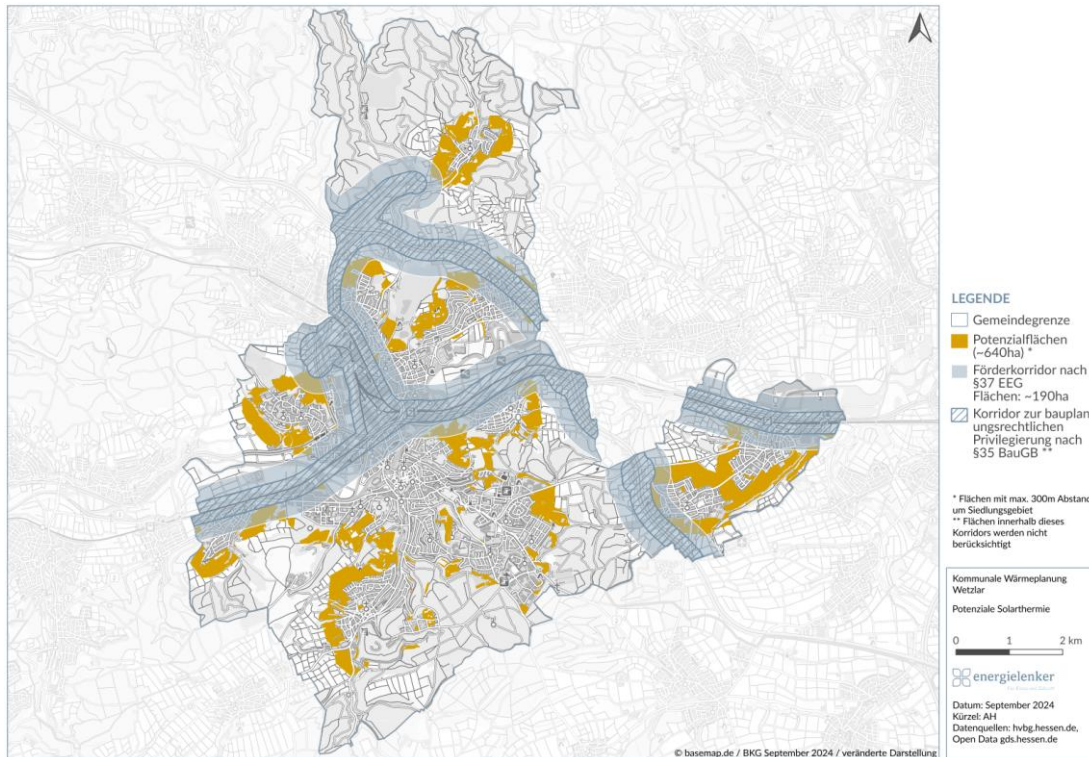 LEGENDE
Gemeindegrenze
Potenzialflächen
(~640ha) *
Förderkorridor nach
§37 EEG
Flächen: ~190ha
Korridor zur bauplan
ungsrechtlichen
Privilegierung nach
§35 BauGB **
* Flächen mit max. 300m Abstand
um Siedlungsgebiet
** Flächen innerhalb dieses
Korridors werden nicht
berücksichtigt
Kommunale Wärmeplanung
Wetzlar
Potenziale Solarthermie
0 1 2 km
energielenker
Datum: September 2024
Kürzel: AH
Datenquellen: hvbg.hessen.de,
Open Data gds.hessen.de
© basemap.de / BKG September 2024 / veränderte Darstellung